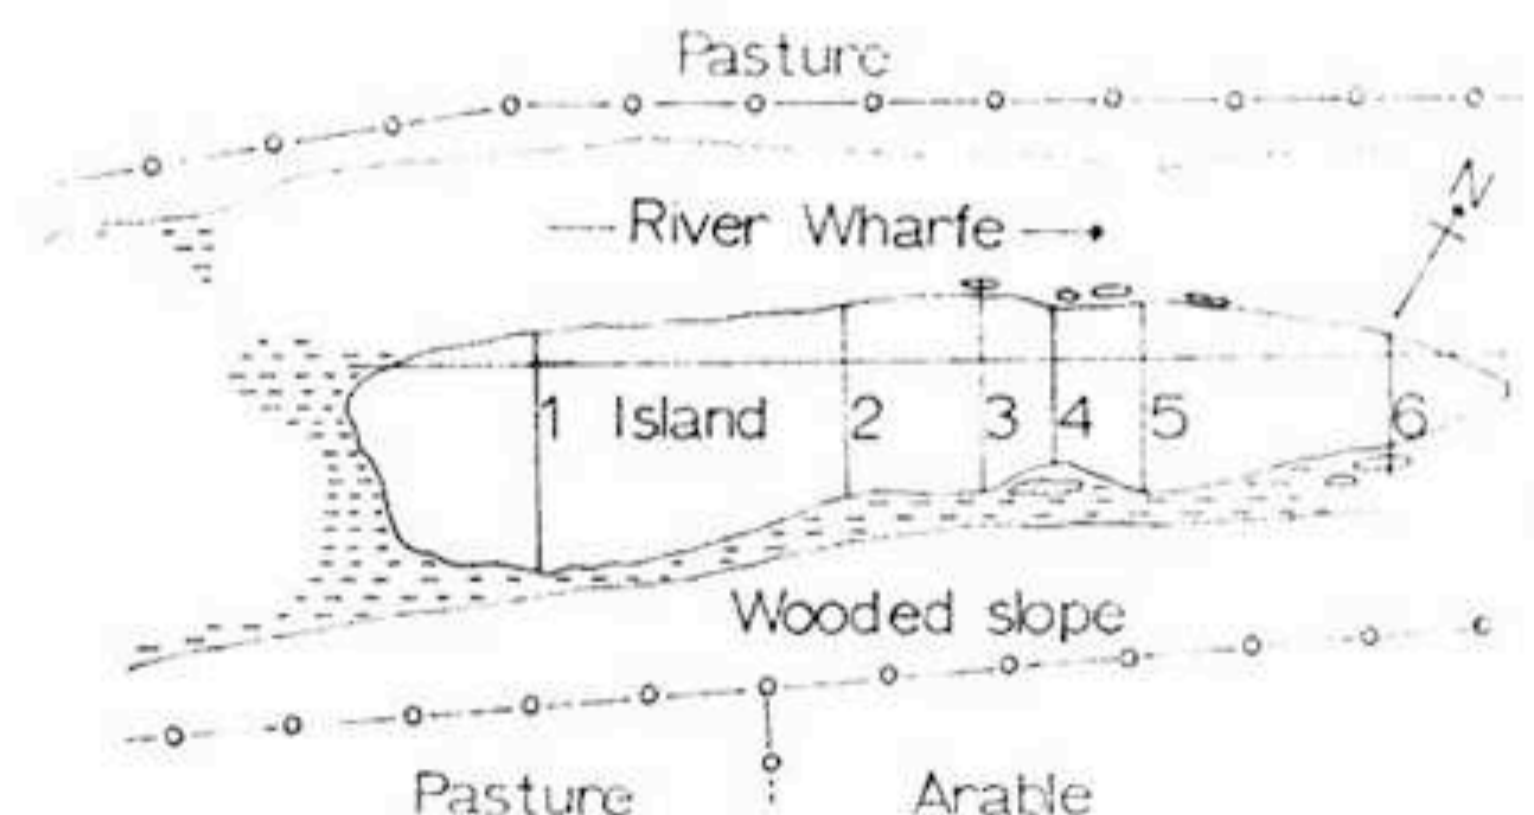 Pasture
N
River Wharfe
1 Island 2 3 4 5 6
Wooded slope
Pasture Arable